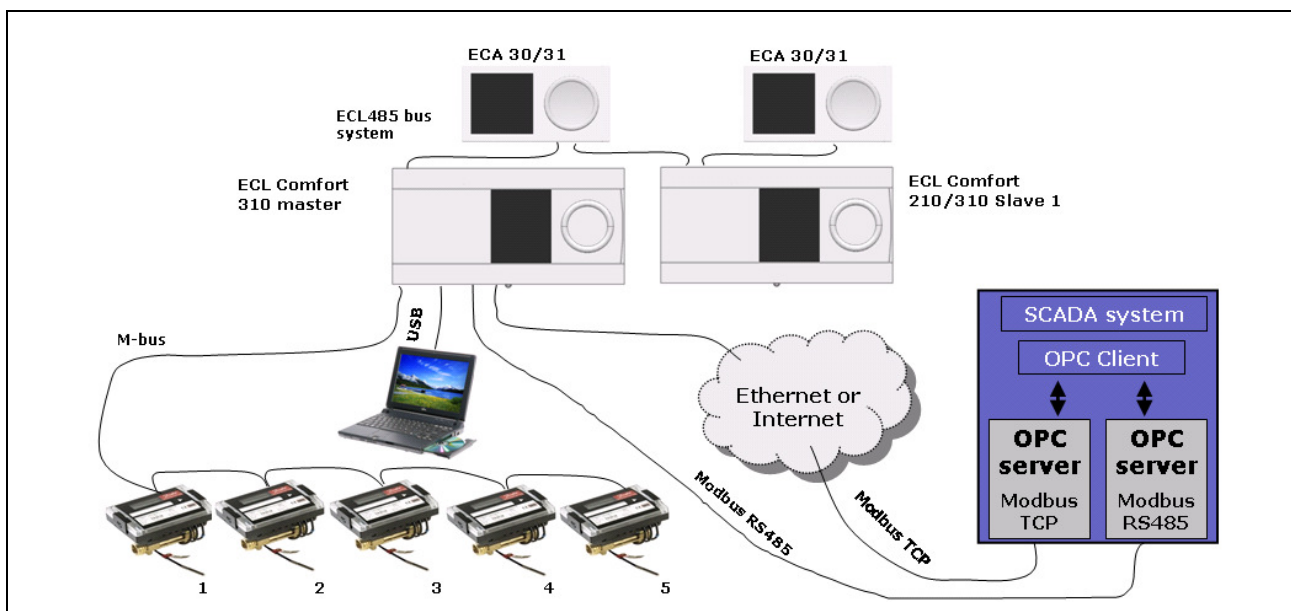 ECA 30/31
ECA 30/31
ECL485 bus
system
ECL Comfort
310 master
ECL Comfort
210/310 Slave 1
M-bus
USB
Ethernet or
Internet
Modbus RS485
Modbus TCP
SCADA system
OPC Client
OPC
server
Modbus
TCP
OPC
server
Modbus
RS485
1
2
3
4
5